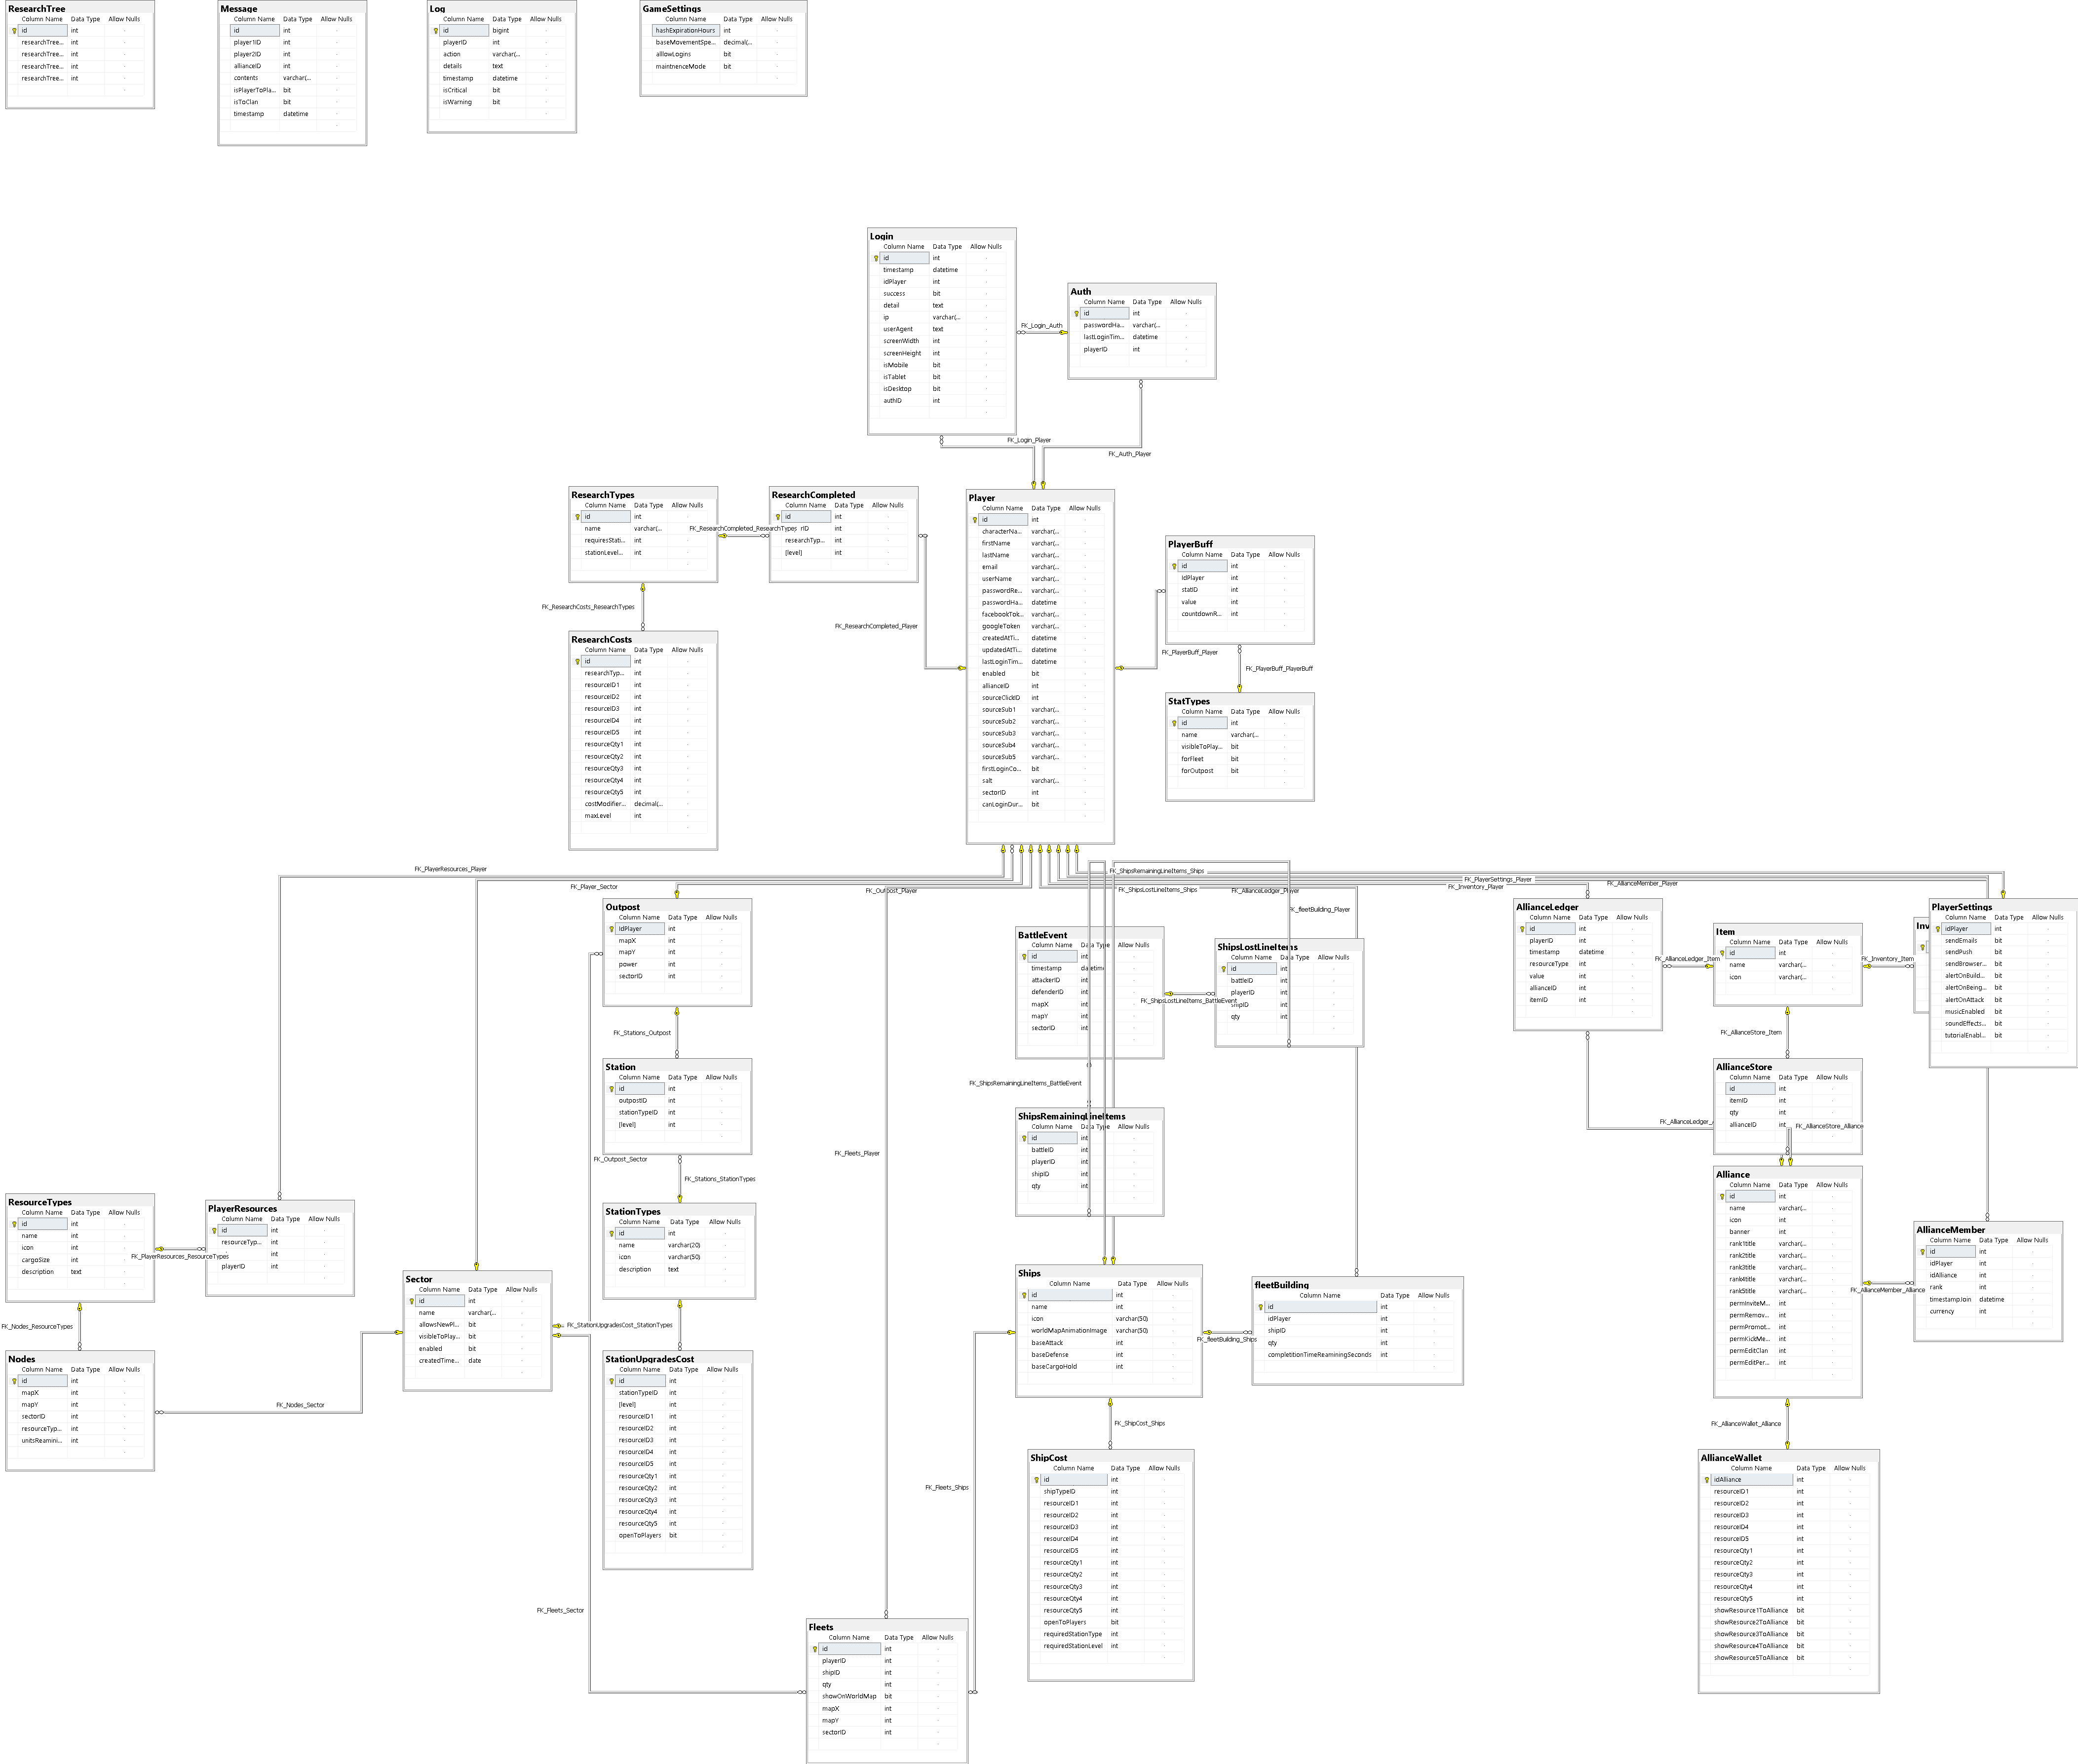 ResearchTree
Column Name Data Type Allow Nulls
id int
researchTree... int
researchTree... int
researchTree... int
researchTree... int
Message
Column Name Data Type Allow Nulls
id int
player1ID int
player2ID int
allianceID int
contents varchar(...
isPlayerToPla... bit
isToClan bit
timestamp datetime
Log
Column Name Data Type Allow Nulls
id bigint
playerID int
action varchar(...
details text
timestamp datetime
isCritical bit
isWarning bit
GameSettings
Column Name Data Type Allow Nulls
hashExpirationHours int
baseMovementSpe... decimal(...
alllowLogins bit
maintnenceMode bit
Login
Column Name Data Type Allow Nulls
id int
timestamp datetime
idPlayer int
success bit
detail text
ip varchar(...
userAgent text
screenWidth int
screenHeight int
isMobile bit
isTablet bit
isDesktop bit
authID int
FK_Login_Auth
Auth
Column Name Data Type Allow Nulls
id int
passwordHa... varchar(...
lastLoginTim... datetime
playerID int
FK_Login_Player
FK_Auth_Player
ResearchTypes
Column Name Data Type Allow Nulls
id int
name varchar(...
requiresStati... int
stationLevel... int
FK_ResearchCompleted_ResearchTypes
ResearchCompleted
Column Name Data Type Allow Nulls
id int
rID int
researchTyp... int
[level] int
FK_ResearchCosts_ResearchTypes
FK_ResearchCompleted_Player
ResearchCosts
Column Name Data Type Allow Nulls
id int
researchTyp... int
resourceID1 int
resourceID2 int
resourceID3 int
resourceID4 int
resourceID5 int
resourceQty1 int
resourceQty2 int
resourceQty3 int
resourceQty4 int
resourceQty5 int
costModifier... decimal(...
maxLevel int
Player
Column Name Data Type Allow Nulls
id int
characterNa... varchar(...
firstName varchar(...
lastName varchar(...
email varchar(...
userName varchar(...
passwordRe... varchar(...
passwordHa... datetime
facebookTok... varchar(...
googleToken varchar(...
createdAtTi... datetime
updatedAtTi... datetime
lastLoginTim... datetime
enabled bit
allianceID int
sourceClickID int
sourceSub1 varchar(...
sourceSub2 varchar(...
sourceSub3 varchar(...
sourceSub4 varchar(...
sourceSub5 varchar(...
firstLoginCo... bit
salt varchar(...
sectorID int
canLoginDur... bit
PlayerBuff
Column Name Data Type Allow Nulls
id int
idPlayer int
statID int
value int
countdownR... int
FK_PlayerBuff_Player
FK_PlayerBuff_PlayerBuff
StatTypes
Column Name Data Type Allow Nulls
id int
name varchar(...
visibleToPlay... bit
forFleet bit
forOutpost bit
FK_PlayerResources_Player
FK_Player_Sector
FK_Outpost_Player
FK_ShipsRemainingLineItems_Ships
FK_ShipsLostLineItems_Ships
FK_AllianceLedger_Player
FK_PlayerSettings_Player
FK_Inventory_Player
FK_AllianceMember_Player
FK_fleetBuilding_Player
Outpost
Column Name Data Type Allow Nulls
idPlayer int
mapX int
mapY int
power int
sectorID int
FK_Stations_Outpost
Station
Column Name Data Type Allow Nulls
id int
outpostID int
stationTypeID int
[level] int
FK_Outpost_Sector
FK_Stations_StationTypes
StationTypes
Column Name Data Type Allow Nulls
id int
name varchar(20)
icon varchar(50)
description text
FK_StationUpgradesCost_StationTypes
StationUpgradesCost
Column Name Data Type Allow Nulls
id int
stationTypeID int
[level] int
resourceID1 int
resourceID2 int
resourceID3 int
resourceID4 int
resourceID5 int
resourceQty1 int
resourceQty2 int
resourceQty3 int
resourceQty4 int
resourceQty5 int
openToPlayers bit
ResourceTypes
Column Name Data Type Allow Nulls
id int
name int
icon int
cargoSize int
description text
FK_PlayerResources_ResourceTypes
PlayerResources
Column Name Data Type Allow Nulls
id int
resourceTyp... int
int
playerID int
FK_Nodes_ResourceTypes
Nodes
Column Name Data Type Allow Nulls
id int
mapX int
mapY int
sectorID int
resourceTyp... int
unitsReamini... int
FK_Nodes_Sector
Sector
Column Name Data Type Allow Nulls
id int
name varchar(...
allowsNewPl... bit
visibleToPlay... bit
enabled bit
createdTime... date
BattleEvent
Column Name Data Type Allow Nulls
id int
timestamp datetime
attackerID int
defenderID int
mapX int
mapY int
sectorID int
FK_ShipsLostLineItems_BattleEvent
ShipsLostLineItems
Column Name Data Type Allow Nulls
id int
battleID int
playerID int
shipID int
qty int
FK_ShipsRemainingLineItems_BattleEvent
ShipsRemainingLineItems
Column Name Data Type Allow Nulls
id int
battleID int
playerID int
shipID int
qty int
FK_Fleets_Player
Ships
Column Name Data Type Allow Nulls
id int
name int
icon varchar(50)
worldMapAnimationImage varchar(50)
baseAttack int
baseDefense int
baseCargoHold int
FK_fleetBuilding_Ships
fleetBuilding
Column Name Data Type Allow Nulls
id int
idPlayer int
shipID int
qty int
completitionTimeReaminingSeconds int
FK_ShipCost_Ships
ShipCost
Column Name Data Type Allow Nulls
id int
shipTypeID int
resourceID1 int
resourceID2 int
resourceID3 int
resourceID4 int
resourceID5 int
resourceQty1 int
resourceQty2 int
resourceQty3 int
resourceQty4 int
resourceQty5 int
openToPlayers bit
requiredStationType int
requiredStationLevel int
FK_Fleets_Ships
FK_Fleets_Sector
Fleets
Column Name Data Type Allow Nulls
id int
playerID int
shipID int
qty int
showOnWorldMap bit
mapX int
mapY int
sectorID int
AllianceLedger
Column Name Data Type Allow Nulls
id int
playerID int
timestamp datetime
resourceType int
value int
allianceID int
itemID int
FK_AllianceLedger_Item
Item
Column Name Data Type Allow Nulls
id int
name varchar(...
icon varchar(...
FK_Inventory_Item
Inv
PlayerSettings
Column Name Data Type Allow Nulls
idPlayer int
sendEmails bit
sendPush bit
sendBrowser... bit
alertOnBuild... bit
alertOnBeing... bit
alertOnAttack bit
musicEnabled bit
soundEffects... bit
tutorialEnabl... bit
FK_AllianceStore_Item
AllianceStore
Column Name Data Type Allow Nulls
id int
itemID int
qty int
allianceID int
FK_AllianceLedger_
FK_AllianceStore_Alliance
Alliance
Column Name Data Type Allow Nulls
id int
name varchar(...
icon int
banner int
rank1title varchar(...
rank2title varchar(...
rank3title varchar(...
rank4title varchar(...
rank5title varchar(...
permInviteM... int
permRemov... int
permPromot... int
permKickMe... int
permEditClan int
permEditPer... int
FK_AllianceMember_Alliance
AllianceMember
Column Name Data Type Allow Nulls
id int
idPlayer int
idAlliance int
rank int
timestampJoin datetime
currency int
FK_AllianceWallet_Alliance
AllianceWallet
Column Name Data Type Allow Nulls
idAlliance int
resourceID1 int
resourceID2 int
resourceID3 int
resourceID4 int
resourceID5 int
resourceQty1 int
resourceQty2 int
resourceQty3 int
resourceQty4 int
resourceQty5 int
showResource1ToAlliance bit
showResource2ToAlliance bit
showResource3ToAlliance bit
showResource4ToAlliance bit
showResource5ToAlliance bit